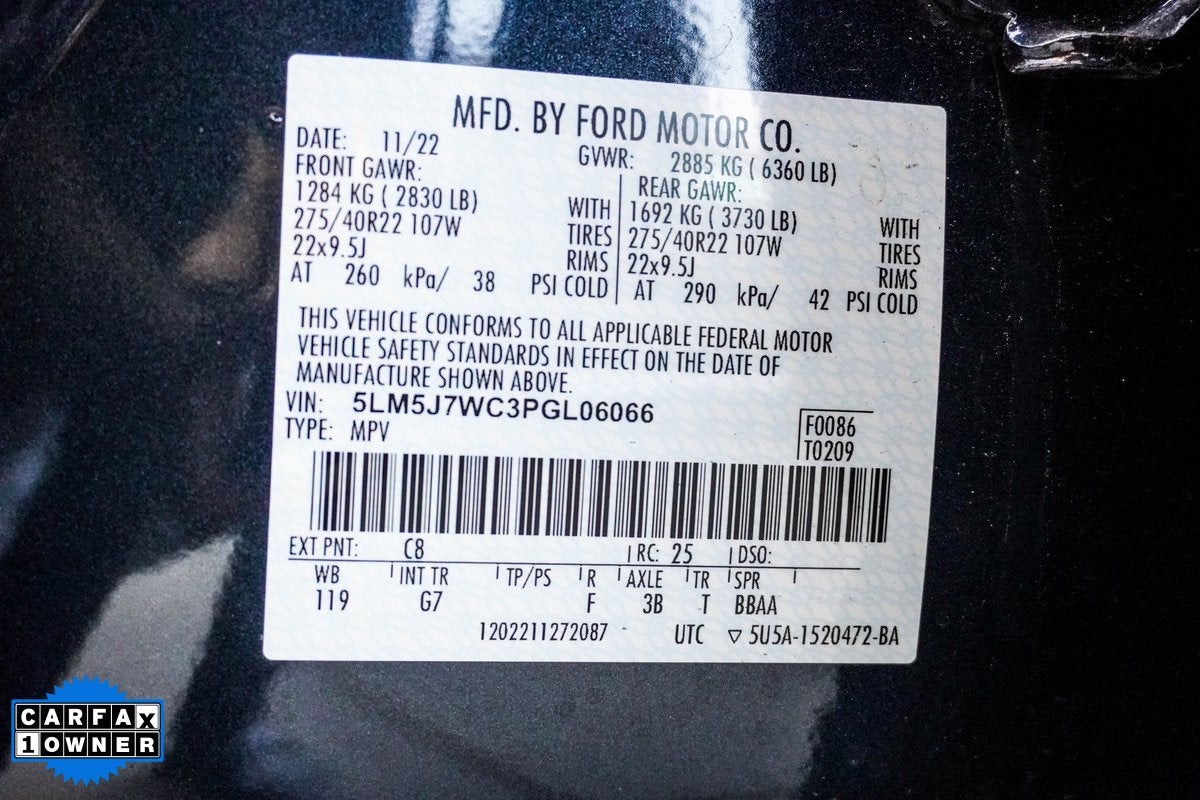 MFD. BY FORD MOTOR CO.
DATE: 11/22 GVWR: 2885 KG ( 6360 LB)
FRONT GAWR: REAR GAWR:
1284 KG ( 2830 LB) WITH 1692 KG ( 3730 LB) WITH
275/40R22 107W TIRES 275/40R22 107W TIRES
22x9.5J RIMS 22x9.5J RIMS
AT 260 kPa/ 38 PSI COLD AT 290 kPa/ 42 PSI COLD
THIS VEHICLE CONFORMS TO ALL APPLICABLE FEDERAL MOTOR
VEHICLE SAFETY STANDARDS IN EFFECT ON THE DATE OF
MANUFACTURE SHOWN ABOVE.
VIN: 5LM5J7WC3PGL06066
TYPE: MPV
F0086
T0209
EXT PNT: C8 RC: 25 DSO:
WB INT TR TP/PS R AXLE TR SPR
119 G7 F 3B T BBAA
1202211272087 UTC ▽ 5U5A-1520472-BA
CARFAX
1 OWNER